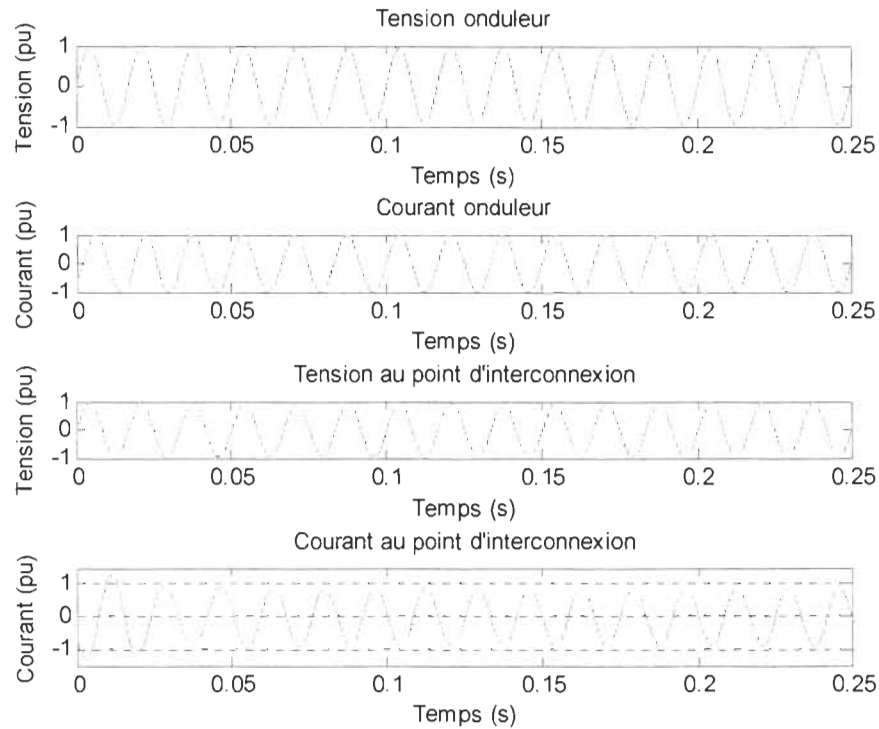 Tension onduleur
Tension (pu)
1
0
-1
0 0.05 0.1 0.15 0.2 0.25
Temps (s)
Courant onduleur
Courant (pu)
1
0
-1
0 0.05 0.1 0.15 0.2 0.25
Temps (s)
Tension au point d'interconnexion
Tension (pu)
1
0
-1
0 0.05 0.1 0.15 0.2 0.25
Temps (s)
Courant au point d'interconnexion
Courant (pu)
1
0
-1
0 0.05 0.1 0.15 0.2 0.25
Temps (s)